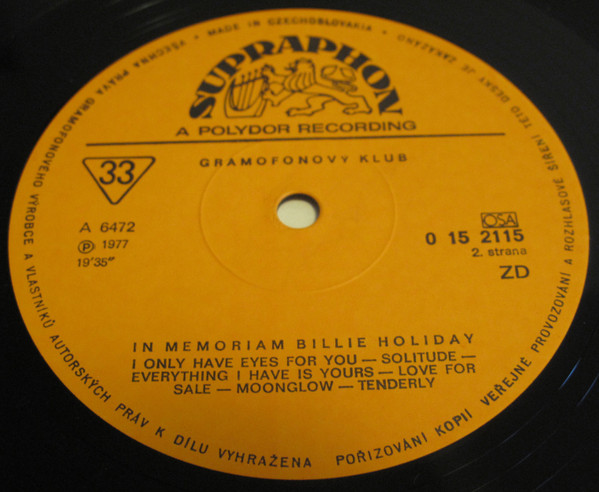 SUPRAPHON
A POLYDOR RECORDING
GRAMOFONOVÝ KLUB
33
A 6472
Ⓟ 1977
19'35"
OSA
0 15 2115
2. strana
ZD
IN MEMORIAM BILLIE HOLIDAY
I ONLY HAVE EYES FOR YOU — SOLITUDE —
EVERYTHING I HAVE IS YOURS — LOVE FOR
SALE — MOONGLOW — TENDERLY
• MADE IN CZECHOSLOVAKIA • VŠECHNA PRÁVA GRAMOFONOVÉHO VÝROBCE A VLASTNÍKŮ AUTORSKÝCH PRÁV K DÍLU VYHRAŽENA POŘIZOVÁNÍ KOPIÍ VEŘEJNÉ PROVOZOVÁNÍ A ROZHLASOVÉ ŠÍŘENÍ TÉTO DESKY JE ZAKÁZÁNO